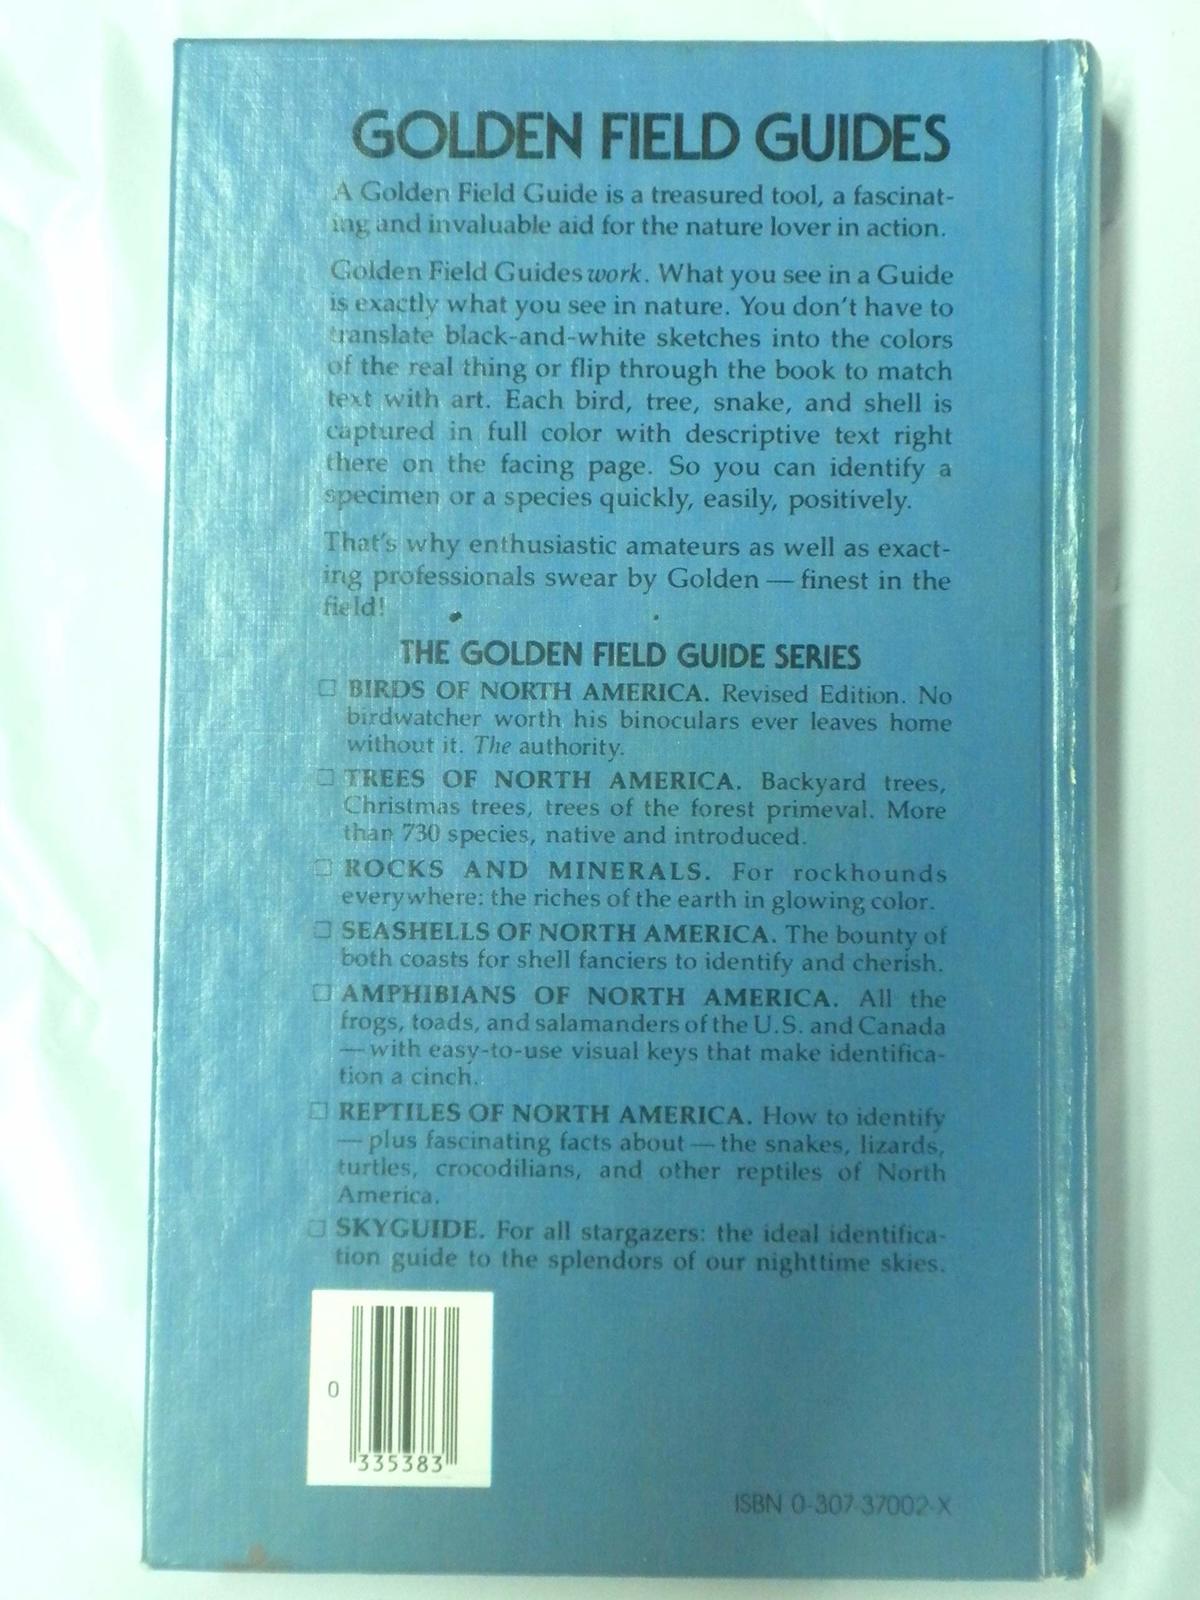 GOLDEN FIELD GUIDES
A Golden Field Guide is a treasured tool, a fascinat-
ing and invaluable aid for the nature lover in action.
Golden Field Guides work. What you see in a Guide
is exactly what you see in nature. You don't have to
translate black-and-white sketches into the colors
of the real thing or flip through the book to match
text with art. Each bird, tree, snake, and shell is
captured in full color with descriptive text right
there on the facing page. So you can identify a
specimen or a species quickly, easily, positively.
That's why enthusiastic amateurs as well as exact-
ing professionals swear by Golden — finest in the
field!
THE GOLDEN FIELD GUIDE SERIES
☐ BIRDS OF NORTH AMERICA. Revised Edition. No
birdwatcher worth his binoculars ever leaves home
without it. The authority.
☐ TREES OF NORTH AMERICA. Backyard trees,
Christmas trees, trees of the forest primeval. More
than 730 species, native and introduced.
☐ ROCKS AND MINERALS. For rockhounds
everywhere: the riches of the earth in glowing color.
☐ SEASHELLS OF NORTH AMERICA. The bounty of
both coasts for shell fanciers to identify and cherish.
☐ AMPHIBIANS OF NORTH AMERICA. All the
frogs, toads, and salamanders of the U.S. and Canada
— with easy-to-use visual keys that make identifica-
tion a cinch.
☐ REPTILES OF NORTH AMERICA. How to identify
— plus fascinating facts about — the snakes, lizards,
turtles, crocodilians, and other reptiles of North
America.
☐ SKYGUIDE. For all stargazers: the ideal identifica-
tion guide to the splendors of our nighttime skies.
0
335383
ISBN 0-307-37002-X